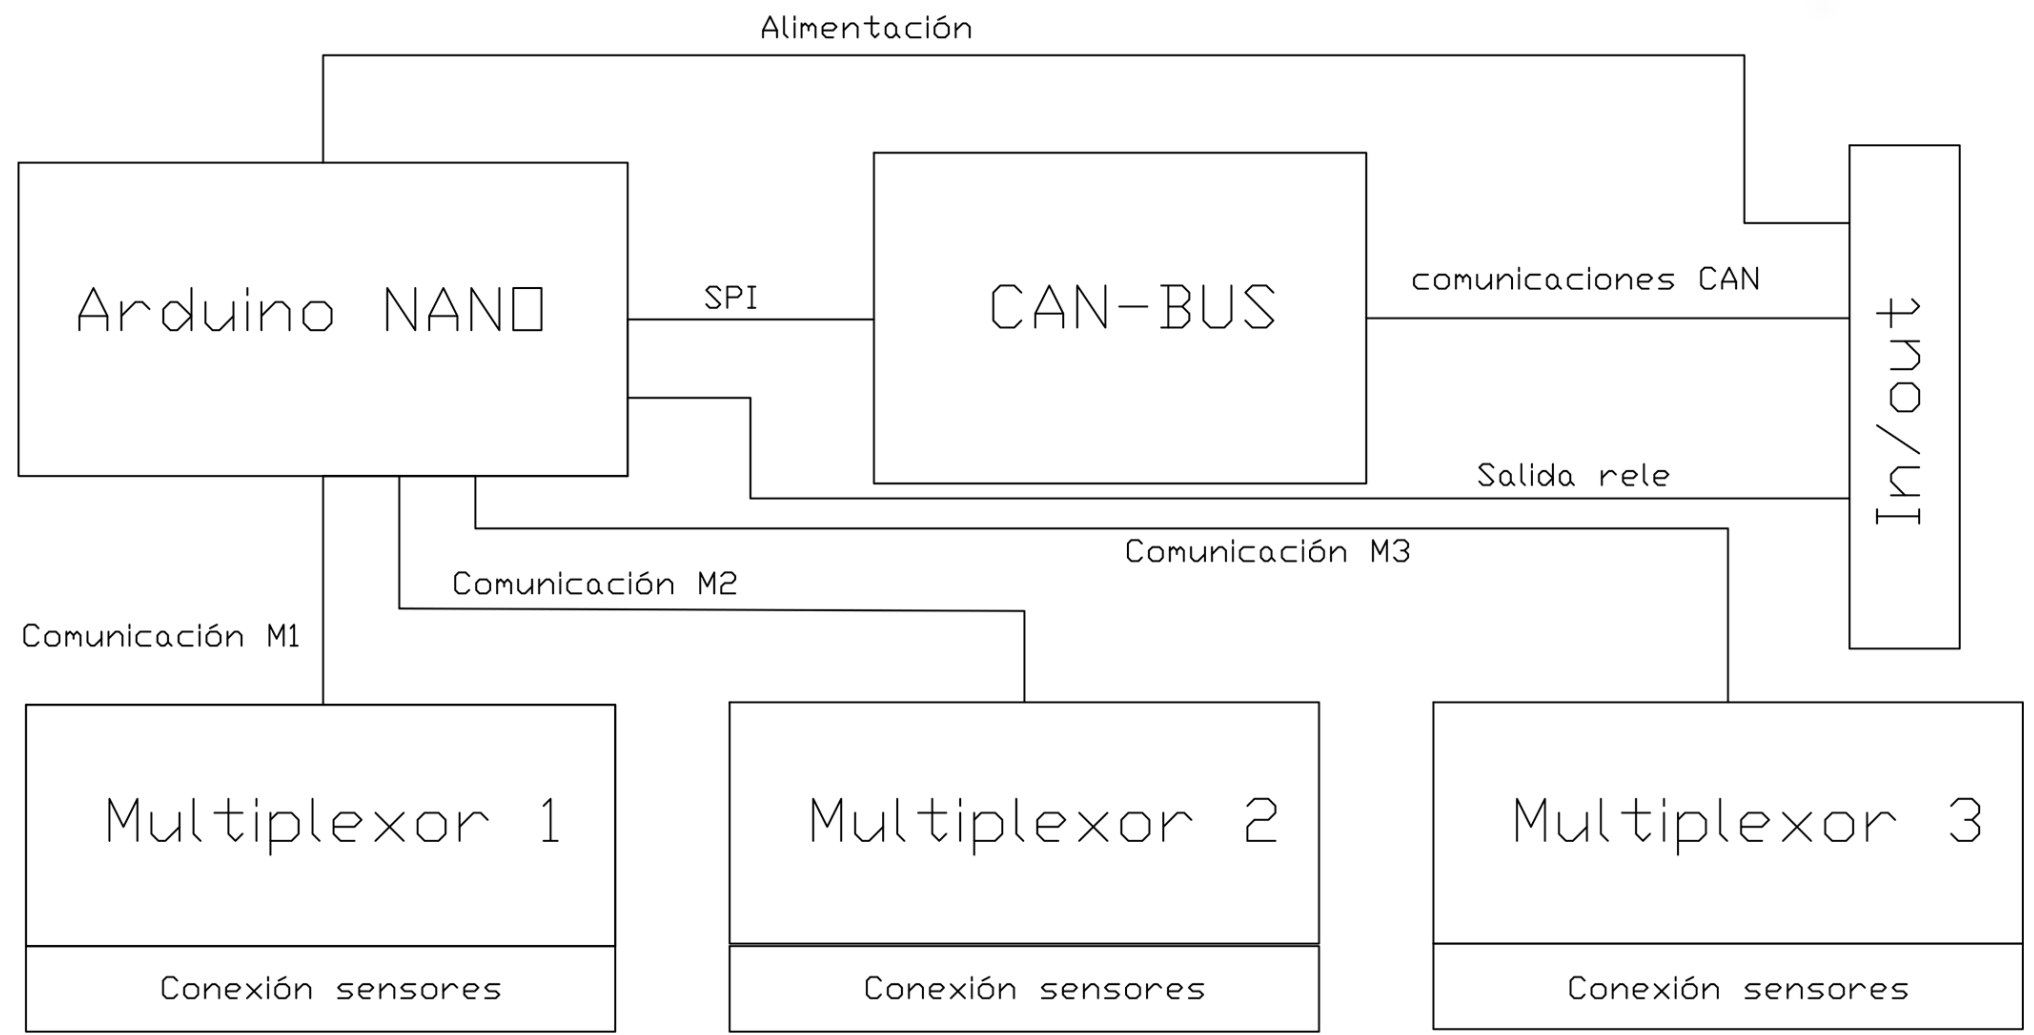 Alimentación
Arduino NANO
SPI
CAN-BUS
comunicaciones CAN
In/out
Salida rele
Comunicación M3
Comunicación M2
Comunicación M1
Multiplexor 1
Multiplexor 2
Multiplexor 3
Conexión sensores
Conexión sensores
Conexión sensores